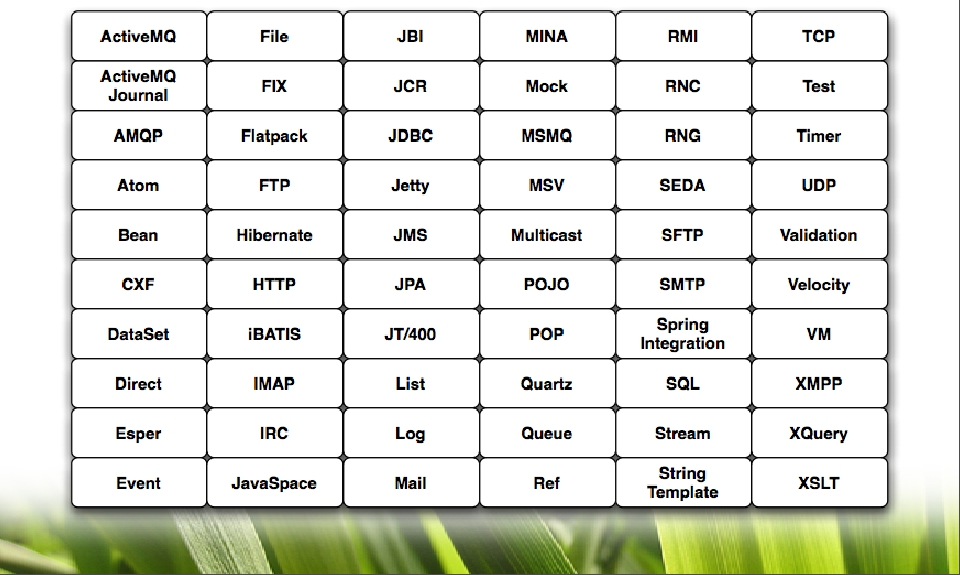 ActiveMQ File JBI MINA RMI TCP
ActiveMQ
Journal FIX JCR Mock RNC Test
AMQP Flatpack JDBC MSMQ RNG Timer
Atom FTP Jetty MSV SEDA UDP
Bean Hibernate JMS Multicast SFTP Validation
CXF HTTP JPA POJO SMTP Velocity
DataSet iBATIS JT/400 POP Spring
Integration VM
Direct IMAP List Quartz SQL XMPP
Esper IRC Log Queue Stream XQuery
Event JavaSpace Mail Ref String
Template XSLT